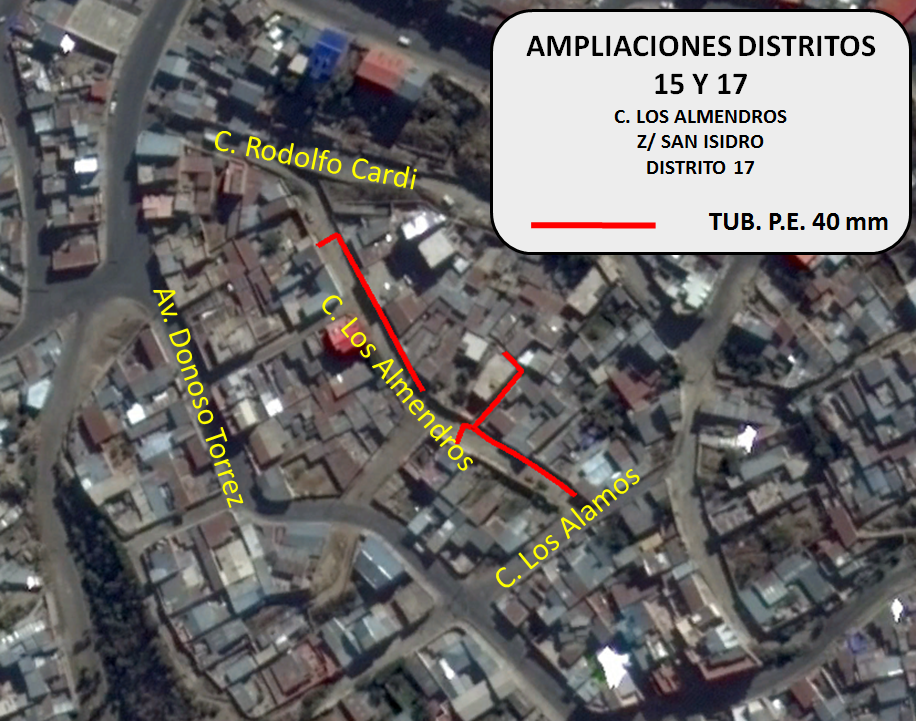 AMPLIACIONES DISTRITOS
15 Y 17
C. LOS ALMENDROS
Z/ SAN ISIDRO
DISTRITO 17
TUB. P.E. 40 mm
C. Rodolfo Cardi
Av. Donoso Torrez
C. Los Almendros
C. Los Alamos